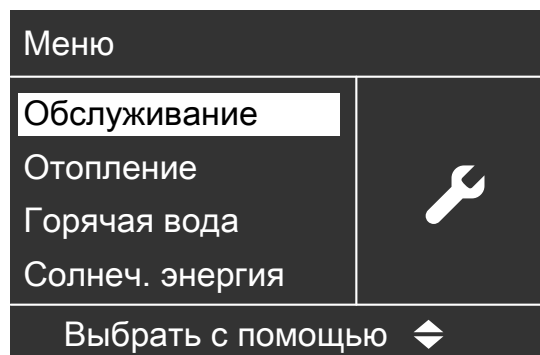 Меню
Обслуживание
Отопление
Горячая вода
Солнеч. энергия
Выбрать с помощью